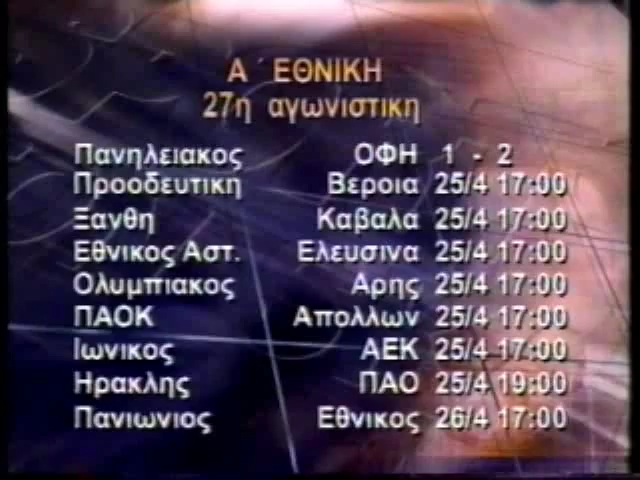 Α΄ ΕΘΝΙΚΗ
27η αγωνιστικη
Πανηλειακος ΟΦΗ 1 - 2
Προοδευτικη Βεροια 25/4 17:00
Ξανθη Καβαλα 25/4 17:00
Εθνικος Αστ. Ελευσινα 25/4 17:00
Ολυμπιακος Αρης 25/4 17:00
ΠΑΟΚ Απολλων 25/4 17:00
Ιωνικος ΑΕΚ 25/4 17:00
Ηρακλης ΠΑΟ 25/4 19:00
Πανιωνιος Εθνικος 26/4 17:00